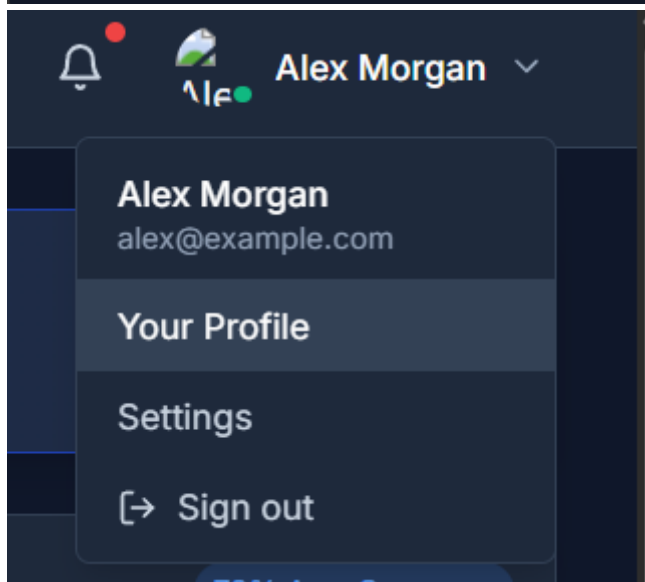 Alex Morgan
Alex Morgan
alex@example.com
Your Profile
Settings
Sign out